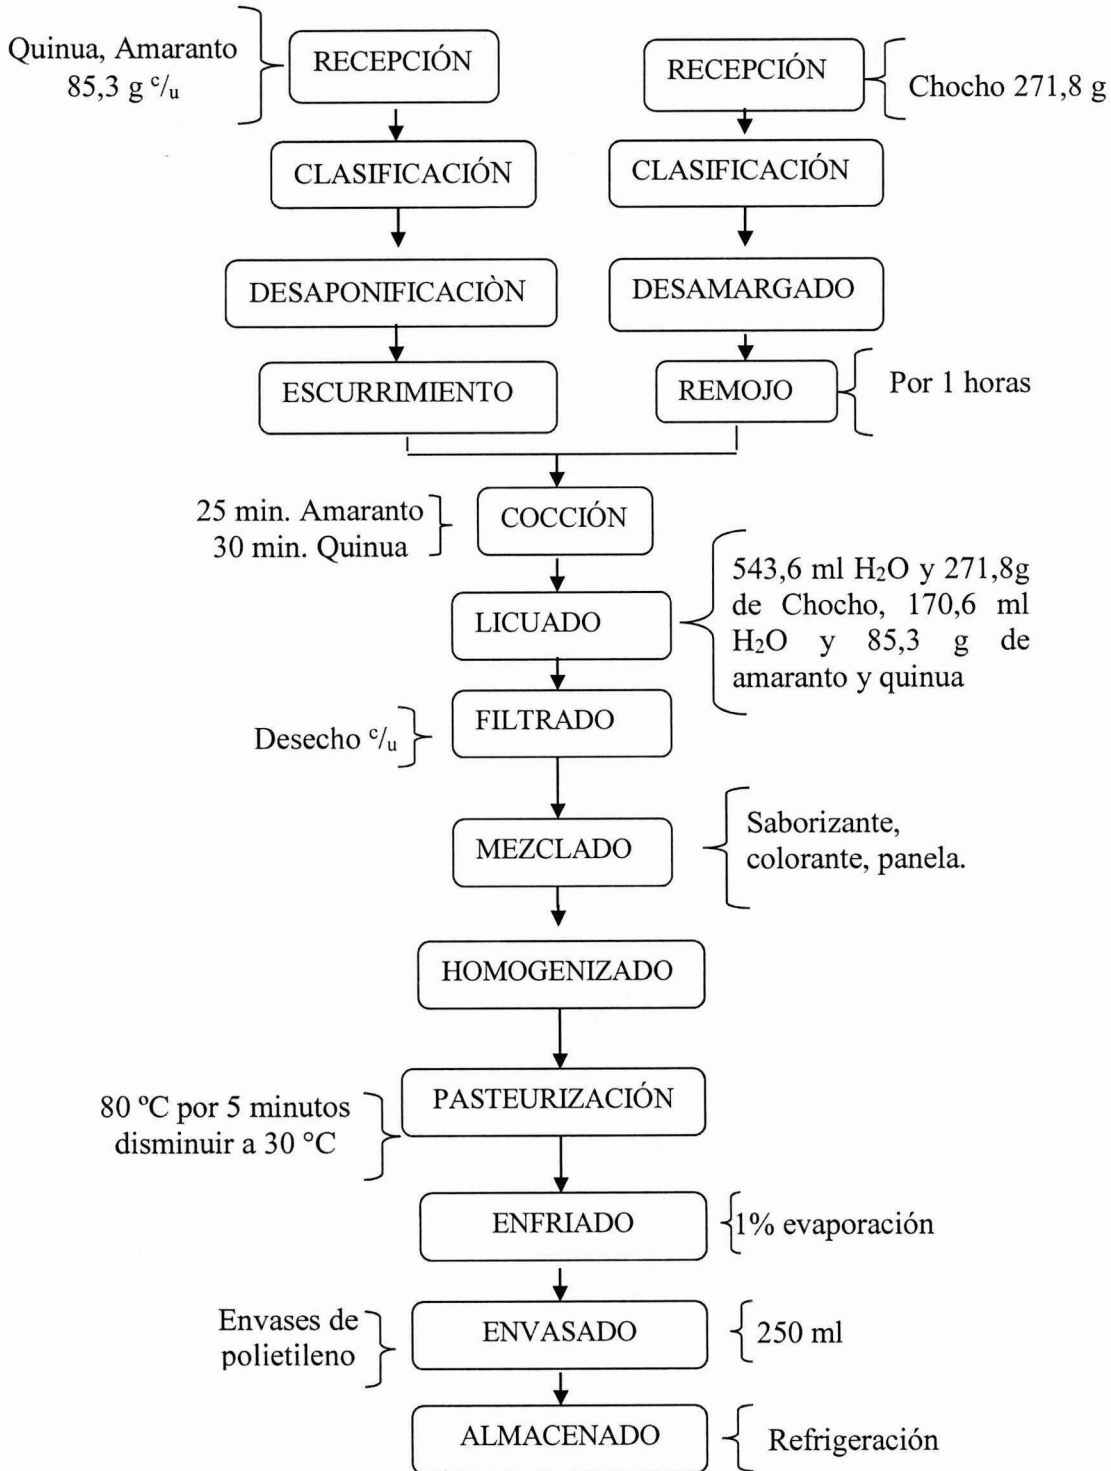 Quinua, Amaranto
85,3 g c/u
RECEPCIÓN
RECEPCIÓN
Chocho 271,8 g
CLASIFICACIÓN
CLASIFICACIÓN
DESAPONIFICACIÒN
DESAMARGADO
ESCURRIMIENTO
REMOJO
Por 1 horas
25 min. Amaranto
30 min. Quinua
COCCIÓN
LICUADO
543,6 ml H₂O y 271,8g
de Chocho, 170,6 ml
H₂O y 85,3 g de
amaranto y quinua
Desecho c/u
FILTRADO
MEZCLADO
Saborizante,
colorante, panela.
HOMOGENIZADO
80 ºC por 5 minutos
disminuir a 30 °C
PASTEURIZACIÓN
ENFRIADO
1% evaporación
Envases de
polietileno
ENVASADO
250 ml
ALMACENADO
Refrigeración